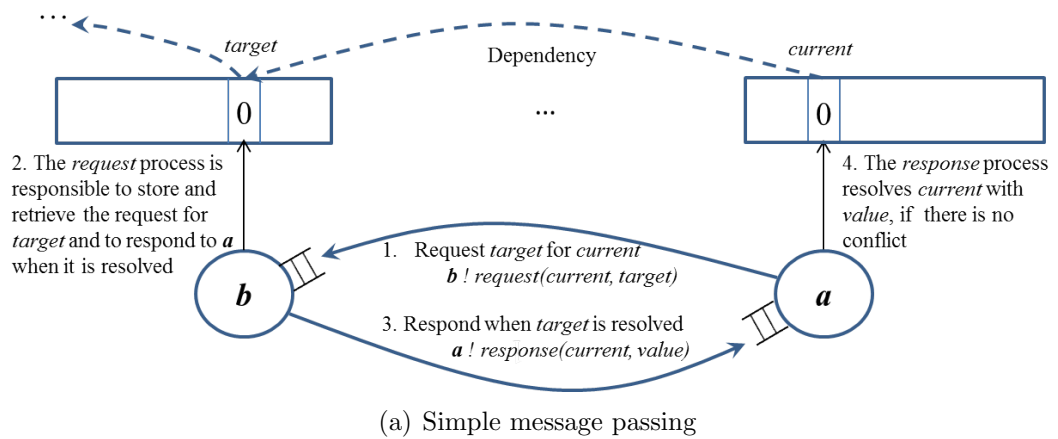 ...
target
Dependency
current
0
...
0
2. The request process is
responsible to store and
retrieve the request for
target and to respond to a
when it is resolved
4. The response process
resolves current with
value, if there is no
conflict
1. Request target for current
b ! request(current, target)
b
a
3. Respond when target is resolved
a ! response(current, value)
(a) Simple message passing